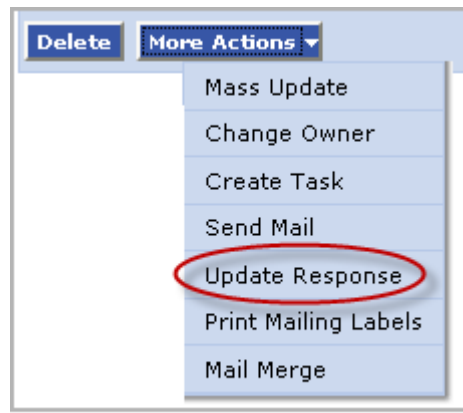 Delete More Actions
Mass Update
Change Owner
Create Task
Send Mail
Update Response
Print Mailing Labels
Mail Merge